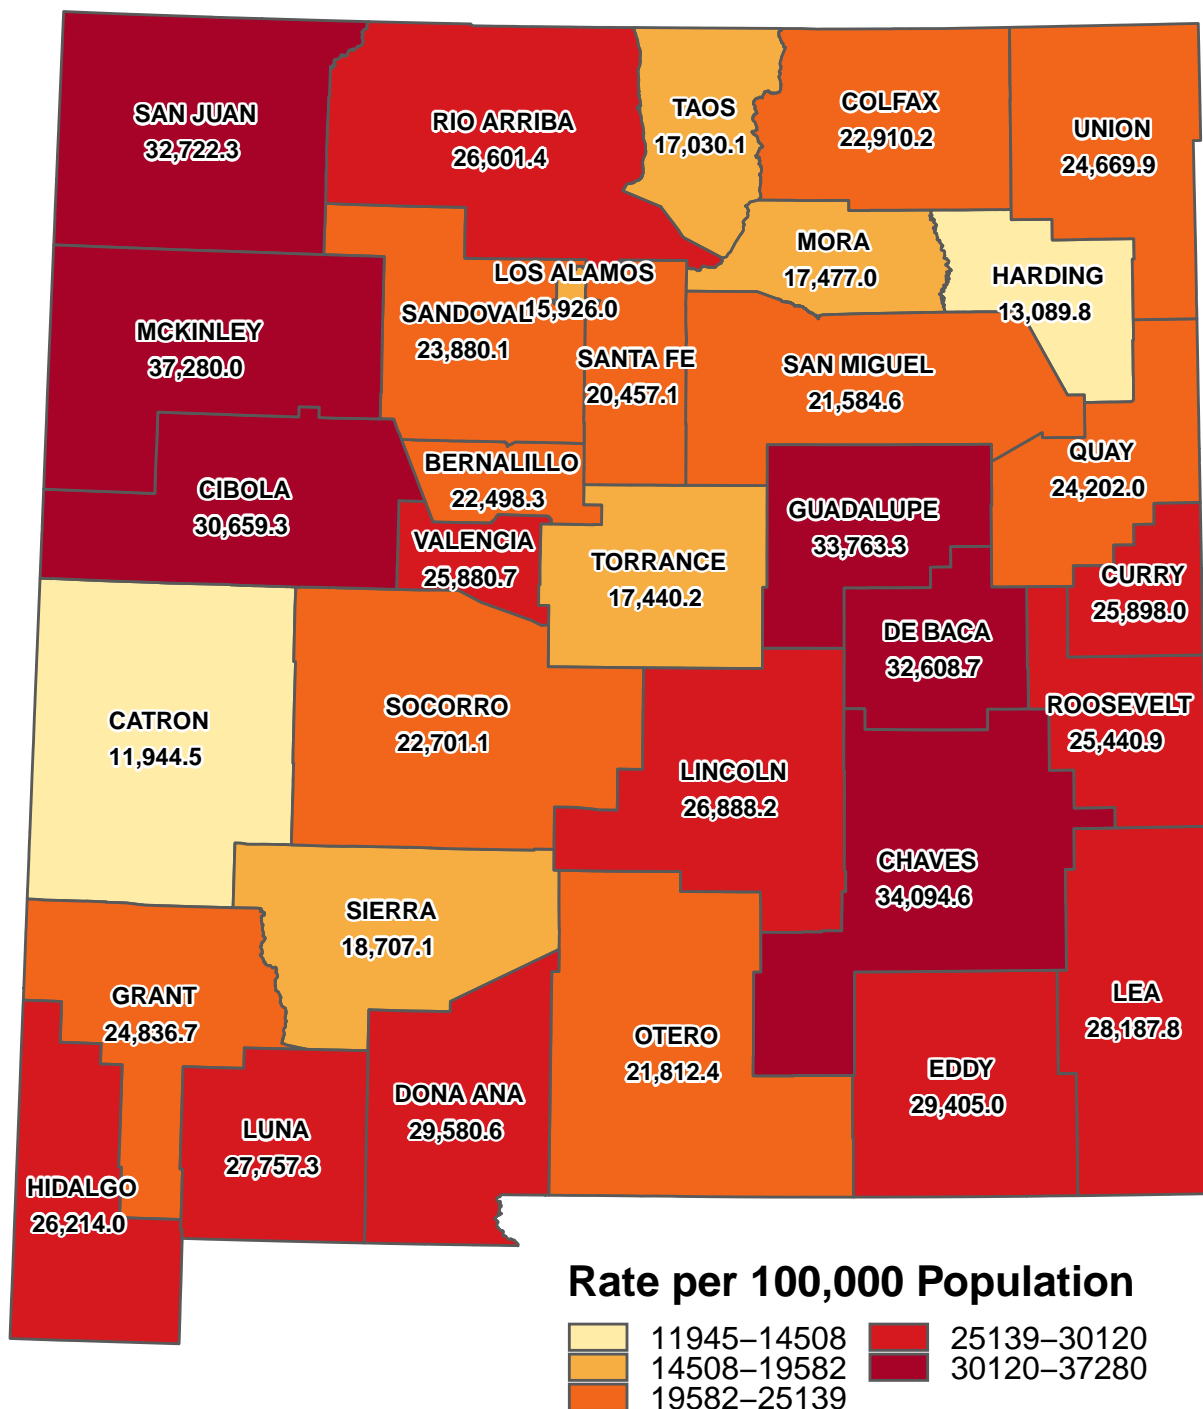 SAN JUAN
32,722.3
RIO ARRIBA
26,601.4
TAOS
17,030.1
COLFAX
22,910.2
UNION
24,669.9
MORA
17,477.0
HARDING
13,089.8
LOS ALAMOS
15,926.0
SANDOVAL
23,880.1
MCKINLEY
37,280.0
SANTA FE
20,457.1
SAN MIGUEL
21,584.6
QUAY
24,202.0
BERNALILLO
22,498.3
CIBOLA
30,659.3
GUADALUPE
33,763.3
VALENCIA
25,880.7
TORRANCE
17,440.2
CURRY
25,898.0
DE BACA
32,608.7
CATRON
11,944.5
SOCORRO
22,701.1
ROOSEVELT
25,440.9
LINCOLN
26,888.2
CHAVES
34,094.6
SIERRA
18,707.1
GRANT
24,836.7
LEA
28,187.8
OTERO
21,812.4
EDDY
29,405.0
DONA ANA
29,580.6
LUNA
27,757.3
HIDALGO
26,214.0
Rate per 100,000 Population
11945–14508
14508–19582
19582–25139
25139–30120
30120–37280